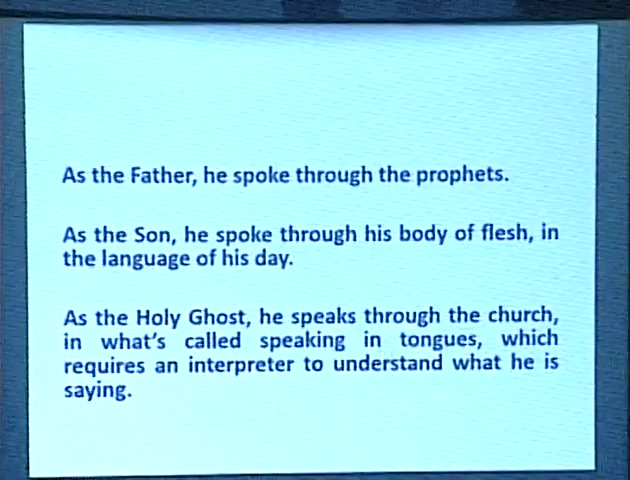 As the Father, he spoke through the prophets.
As the Son, he spoke through his body of flesh, in
the language of his day.
As the Holy Ghost, he speaks through the church,
in what's called speaking in tongues, which
requires an interpreter to understand what he is
saying.